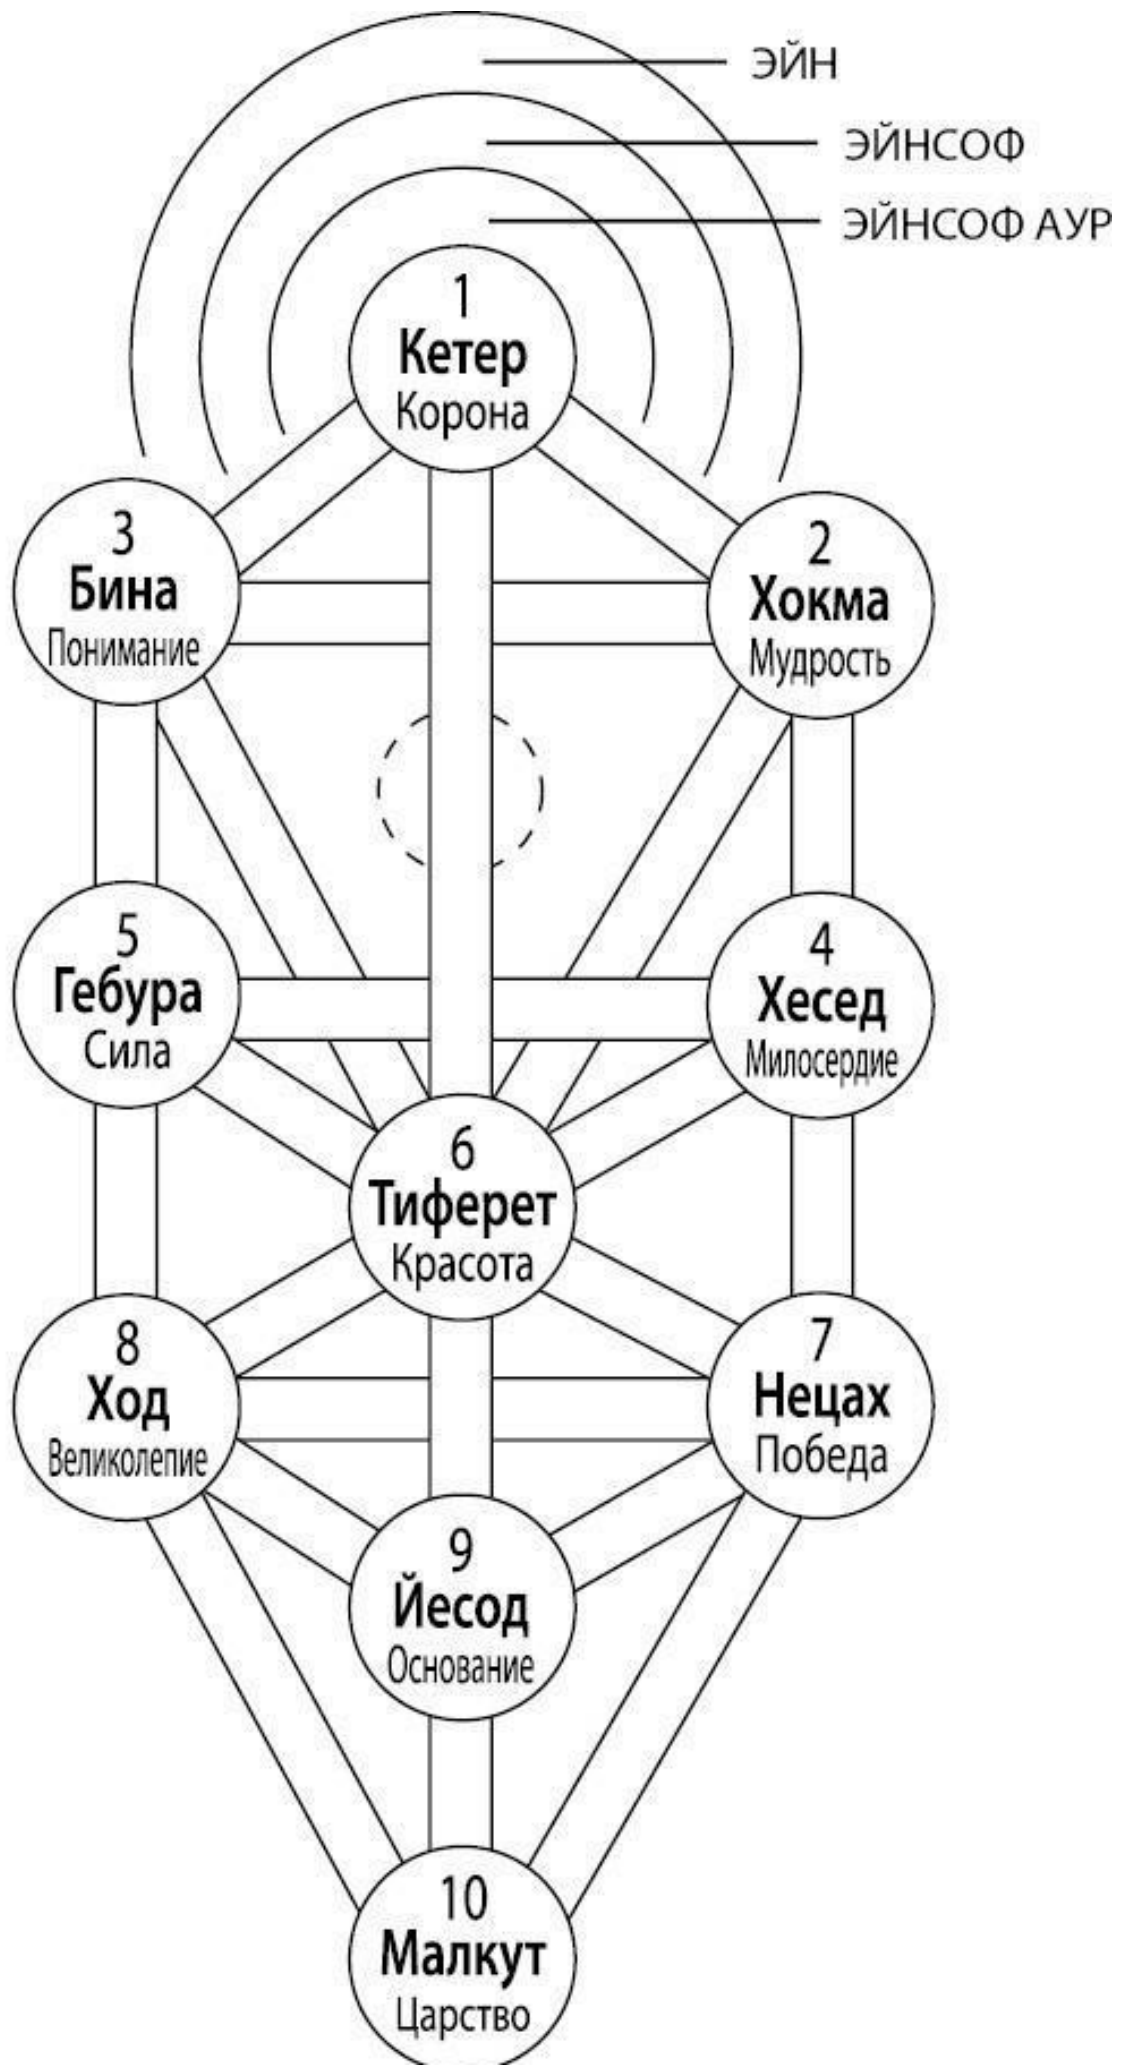 ЭЙН
ЭЙНСОФ
ЭЙНСОФ АУР
1
Кетер
Корона
3
Бина
Понимание
2
Хокма
Мудрость
5
Гебура
Сила
4
Хесед
Милосердие
6
Тиферет
Красота
8
Ход
Великолепие
7
Нецах
Победа
9
Йесод
Основание
10
Малкут
Царство